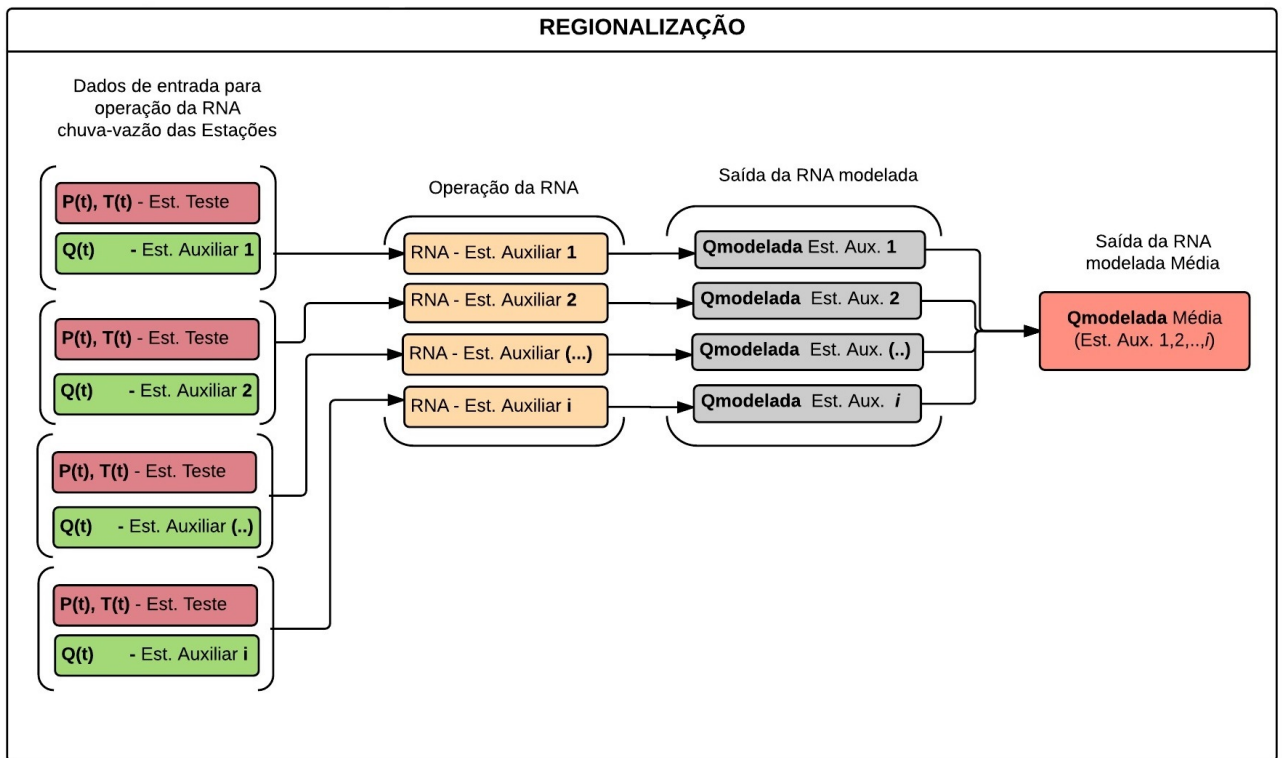 REGIONALIZAÇÃO
Dados de entrada para
operação da RNA
chuva-vazão das Estações
P(t), T(t) - Est. Teste
Q(t) - Est. Auxiliar 1
P(t), T(t) - Est. Teste
Q(t) - Est. Auxiliar 2
P(t), T(t) - Est. Teste
Q(t) - Est. Auxiliar (..)
P(t), T(t) - Est. Teste
Q(t) - Est. Auxiliar i
Operação da RNA
RNA - Est. Auxiliar 1
RNA - Est. Auxiliar 2
RNA - Est. Auxiliar (...)
RNA - Est. Auxiliar i
Saída da RNA modelada
Qmodelada Est. Aux. 1
Qmodelada Est. Aux. 2
Qmodelada Est. Aux. (..)
Qmodelada Est. Aux. i
Saída da RNA
modelada Média
Qmodelada Média
(Est. Aux. 1,2,..,i)